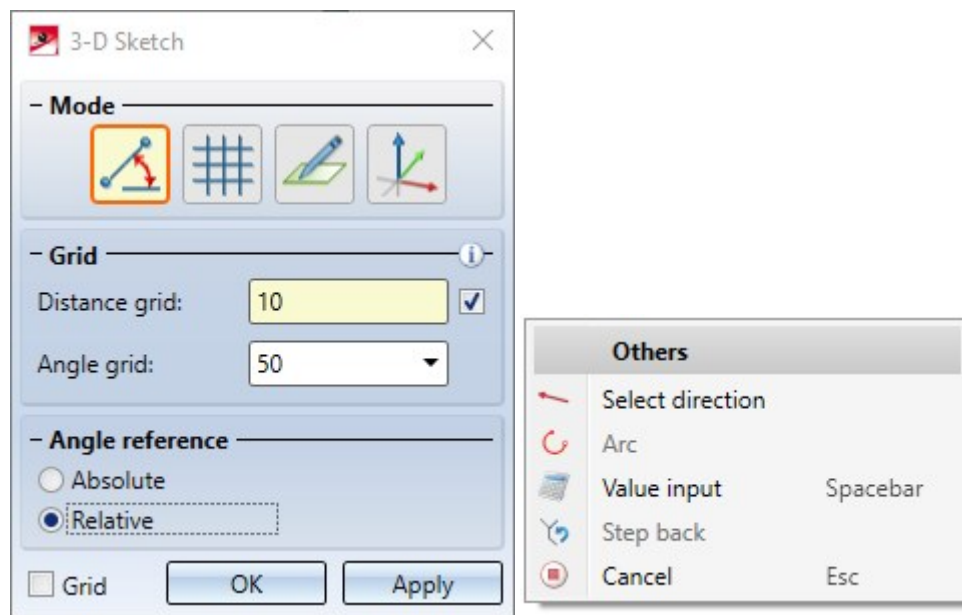 3-D Sketch
Mode
Grid
Distance grid: 10
Angle grid: 50
Angle reference
Absolute
Relative
Grid OK Apply
Others
Select direction
Arc
Value input Spacebar
Step back
Cancel Esc